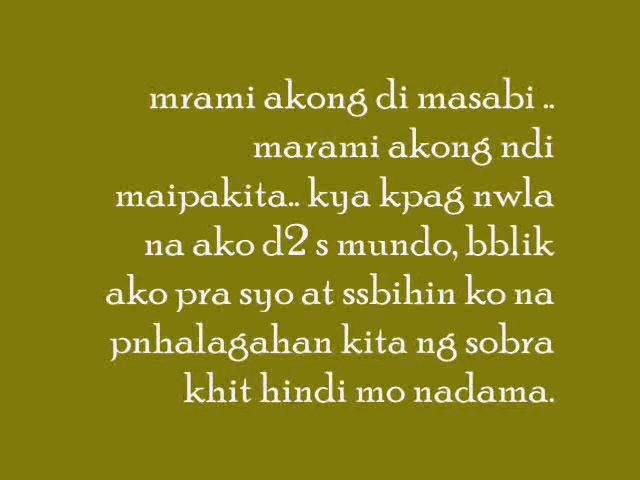 mrami akong di masabi ..
marami akong ndi
maipakita.. kya kpag nwla
na ako d2 s mundo, bblik
ako pra syo at ssbihin ko na
pnhalagahan kita ng sobra
khit hindi mo nadama.